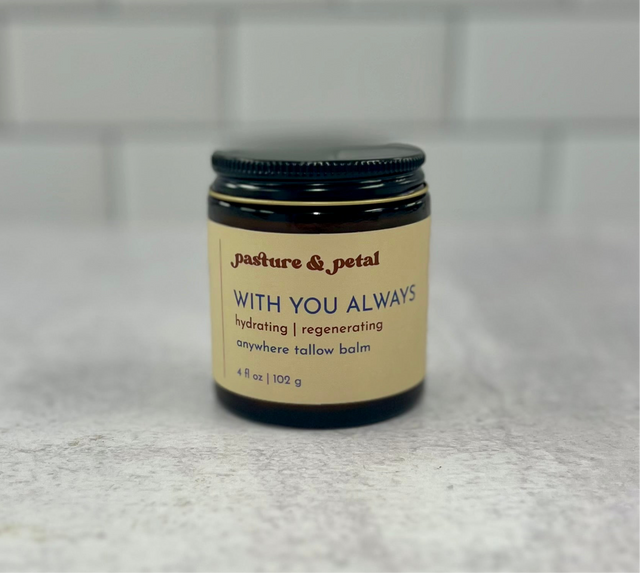 pasture & petal
WITH YOU ALWAYS
hydrating | regenerating
anywhere tallow balm
4 fl oz | 102 g